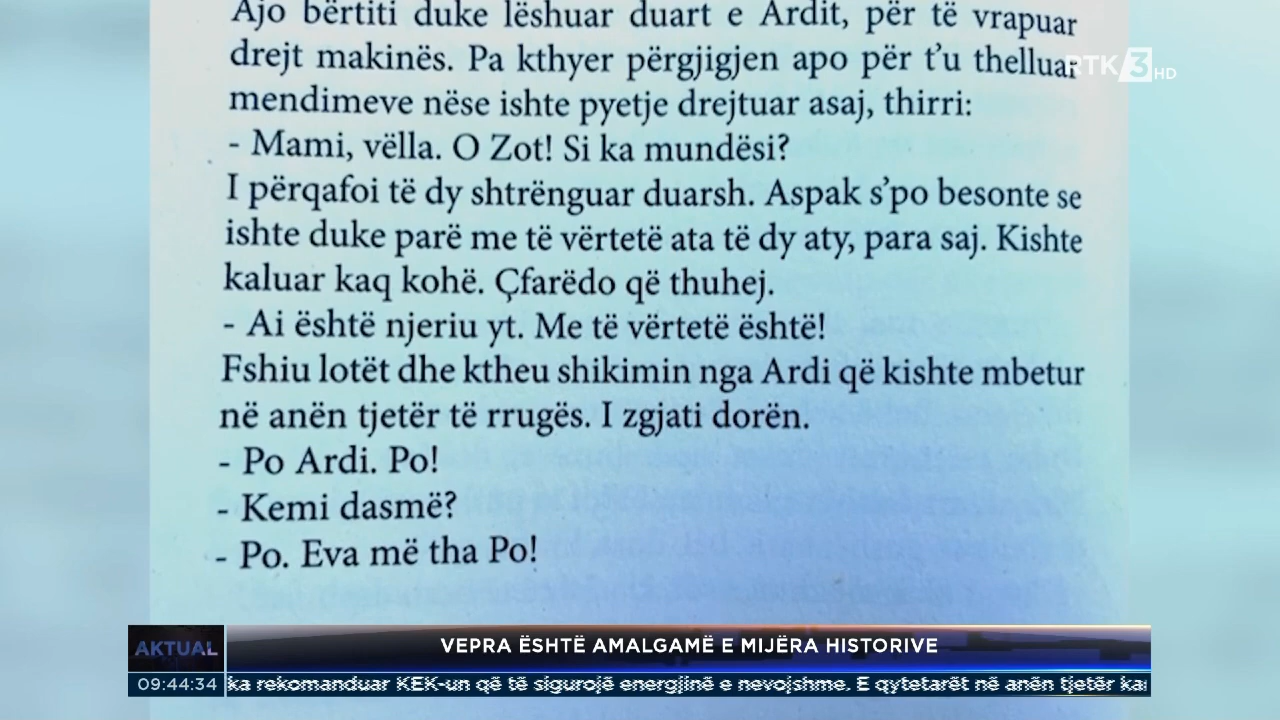 Ajo bërtiti duke lëshuar duart e Ardit, për të vrapuar
drejt makinës. Pa kthyer përgjigjen apo për t'u thelluar
RTK 3 HD
mendimeve nëse ishte pyetje drejtuar asaj, thirri:
- Mami, vëlla. O Zot! Si ka mundësi?
I përqafoi të dy shtrënguar duarsh. Aspak s'po besonte se
ishte duke parë me të vërtetë ata të dy aty, para saj. Kishte
kaluar kaq kohë. Çfarëdo që thuhej.
- Ai është njeriu yt. Me të vërtetë është!
Fshiu lotët dhe ktheu shikimin nga Ardi që kishte mbetur
në anën tjetër të rrugës. I zgjati dorën.
- Po Ardi. Po!
- Kemi dasmë?
- Po. Eva më tha Po!
AKTUAL
VEPRA ËSHTË AMALGAMË E MIJËRA HISTORIVE
09:44:34
ka rekomanduar KEK-un që të sigurojë energjinë e nevojshme. E qytetarët në anën tjetër ka